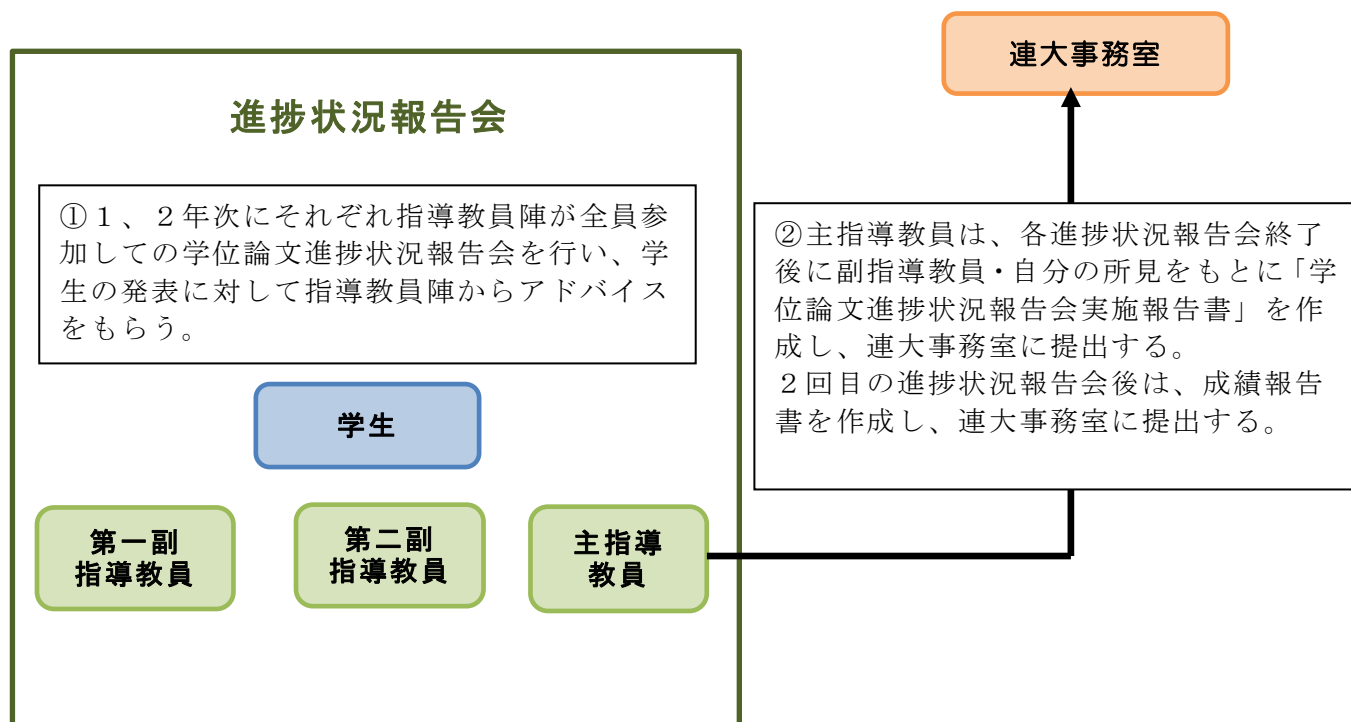 連大事務室
進捗状況報告会
①１、２年次にそれぞれ指導教員陣が全員参
加しての学位論文進捗状況報告会を行い、学
生の発表に対して指導教員陣からアドバイス
をもらう。
②主指導教員は、各進捗状況報告会終了
後に副指導教員・自分の所見をもとに「学
位論文進捗状況報告会実施報告書」を作
成し、連大事務室に提出する。
２回目の進捗状況報告会後は、成績報告
書を作成し、連大事務室に提出する。
学生
第一副
指導教員
第二副
指導教員
主指導
教員